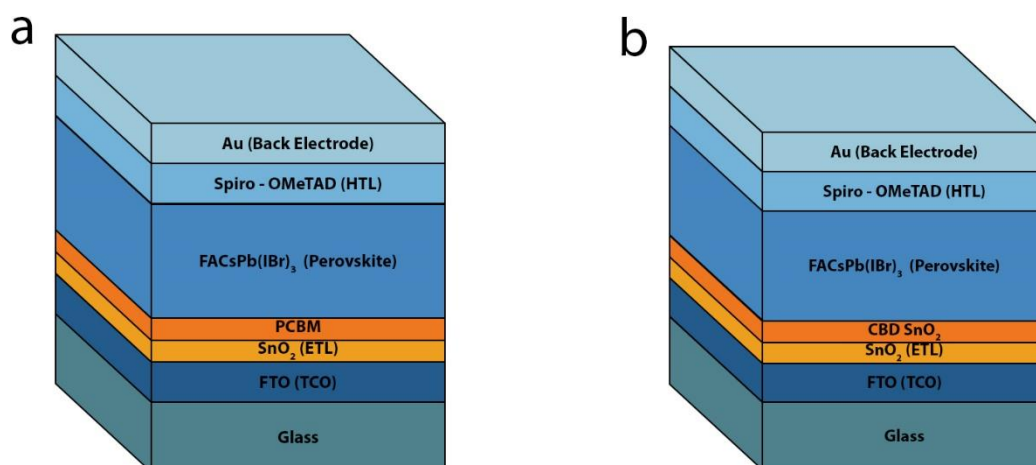 a
Au (Back Electrode)
Spiro - OMeTAD (HTL)
FACsPb(IBr)₃ (Perovskite)
PCBM
SnO₂ (ETL)
FTO (TCO)
Glass
b
Au (Back Electrode)
Spiro - OMeTAD (HTL)
FACsPb(IBr)₃ (Perovskite)
CBD SnO₂
SnO₂ (ETL)
FTO (TCO)
Glass